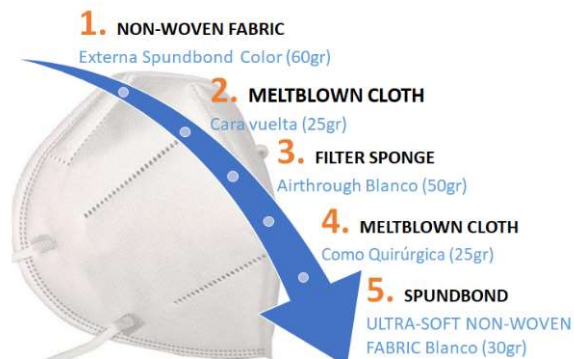 1. NON-WOVEN FABRIC
Externa Spundbond Color (60gr)
2. MELTBLOWN CLOTH
Cara vuelta (25gr)
3. FILTER SPONGE
Airthrough Blanco (50gr)
4. MELTBLOWN CLOTH
Como Quirúrgica (25gr)
5. SPUNDBOND
ULTRA-SOFT NON-WOVEN
FABRIC Blanco (30gr)